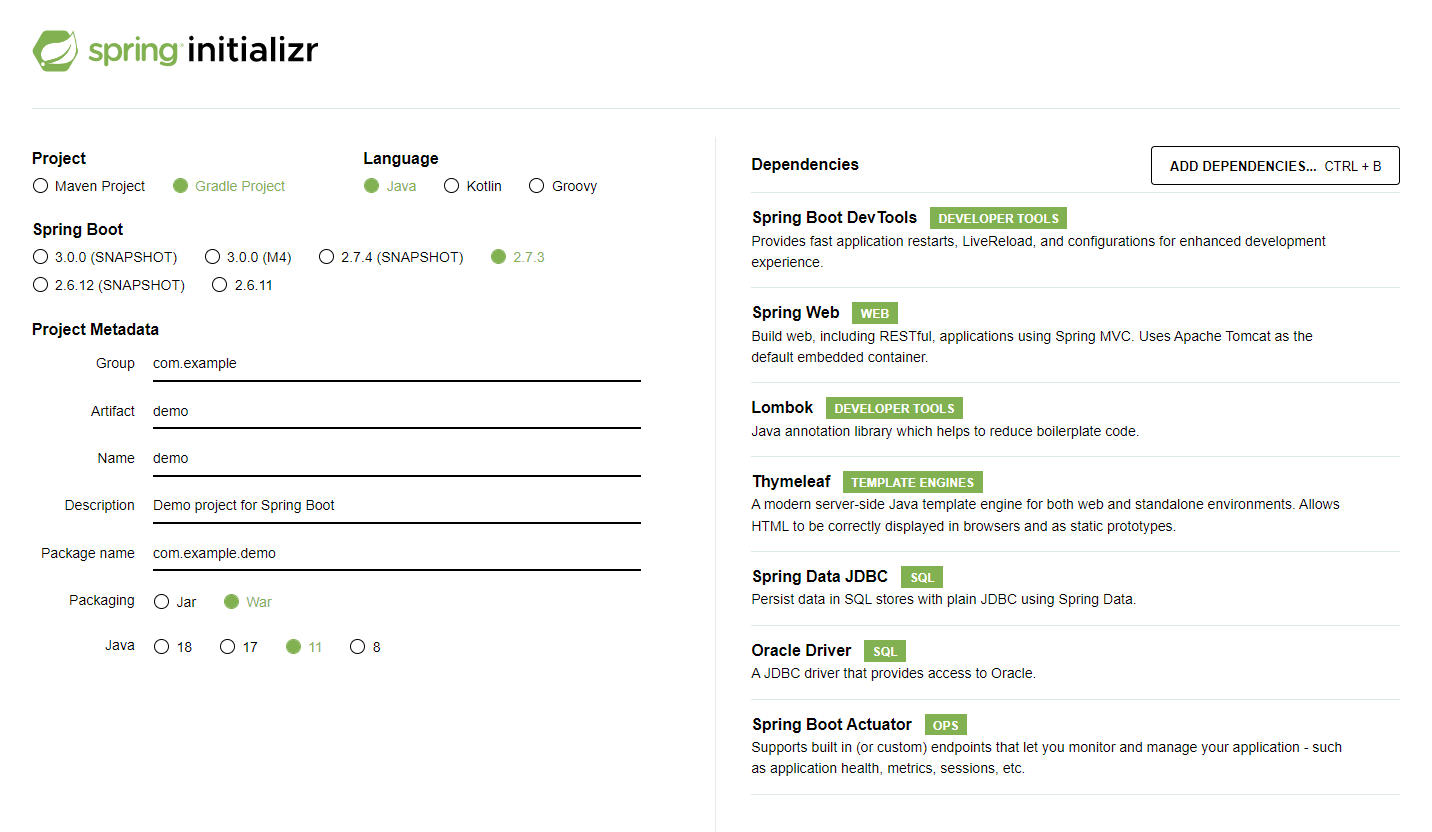 spring initializr
Project
Maven Project Gradle Project
Language
Java Kotlin Groovy
Spring Boot
3.0.0 (SNAPSHOT) 3.0.0 (M4) 2.7.4 (SNAPSHOT) 2.7.3
2.6.12 (SNAPSHOT) 2.6.11
Project Metadata
Group com.example
Artifact demo
Name demo
Description Demo project for Spring Boot
Package name com.example.demo
Packaging Jar War
Java 18 17 11 8
Dependencies
ADD DEPENDENCIES... CTRL + B
Spring Boot DevTools DEVELOPER TOOLS
Provides fast application restarts, LiveReload, and configurations for enhanced development
experience.
Spring Web WEB
Build web, including RESTful, applications using Spring MVC. Uses Apache Tomcat as the
default embedded container.
Lombok DEVELOPER TOOLS
Java annotation library which helps to reduce boilerplate code.
Thymeleaf TEMPLATE ENGINES
A modern server-side Java template engine for both web and standalone environments. Allows
HTML to be correctly displayed in browsers and as static prototypes.
Spring Data JDBC SQL
Persist data in SQL stores with plain JDBC using Spring Data.
Oracle Driver SQL
A JDBC driver that provides access to Oracle.
Spring Boot Actuator OPS
Supports built in (or custom) endpoints that let you monitor and manage your application - such
as application health, metrics, sessions, etc.